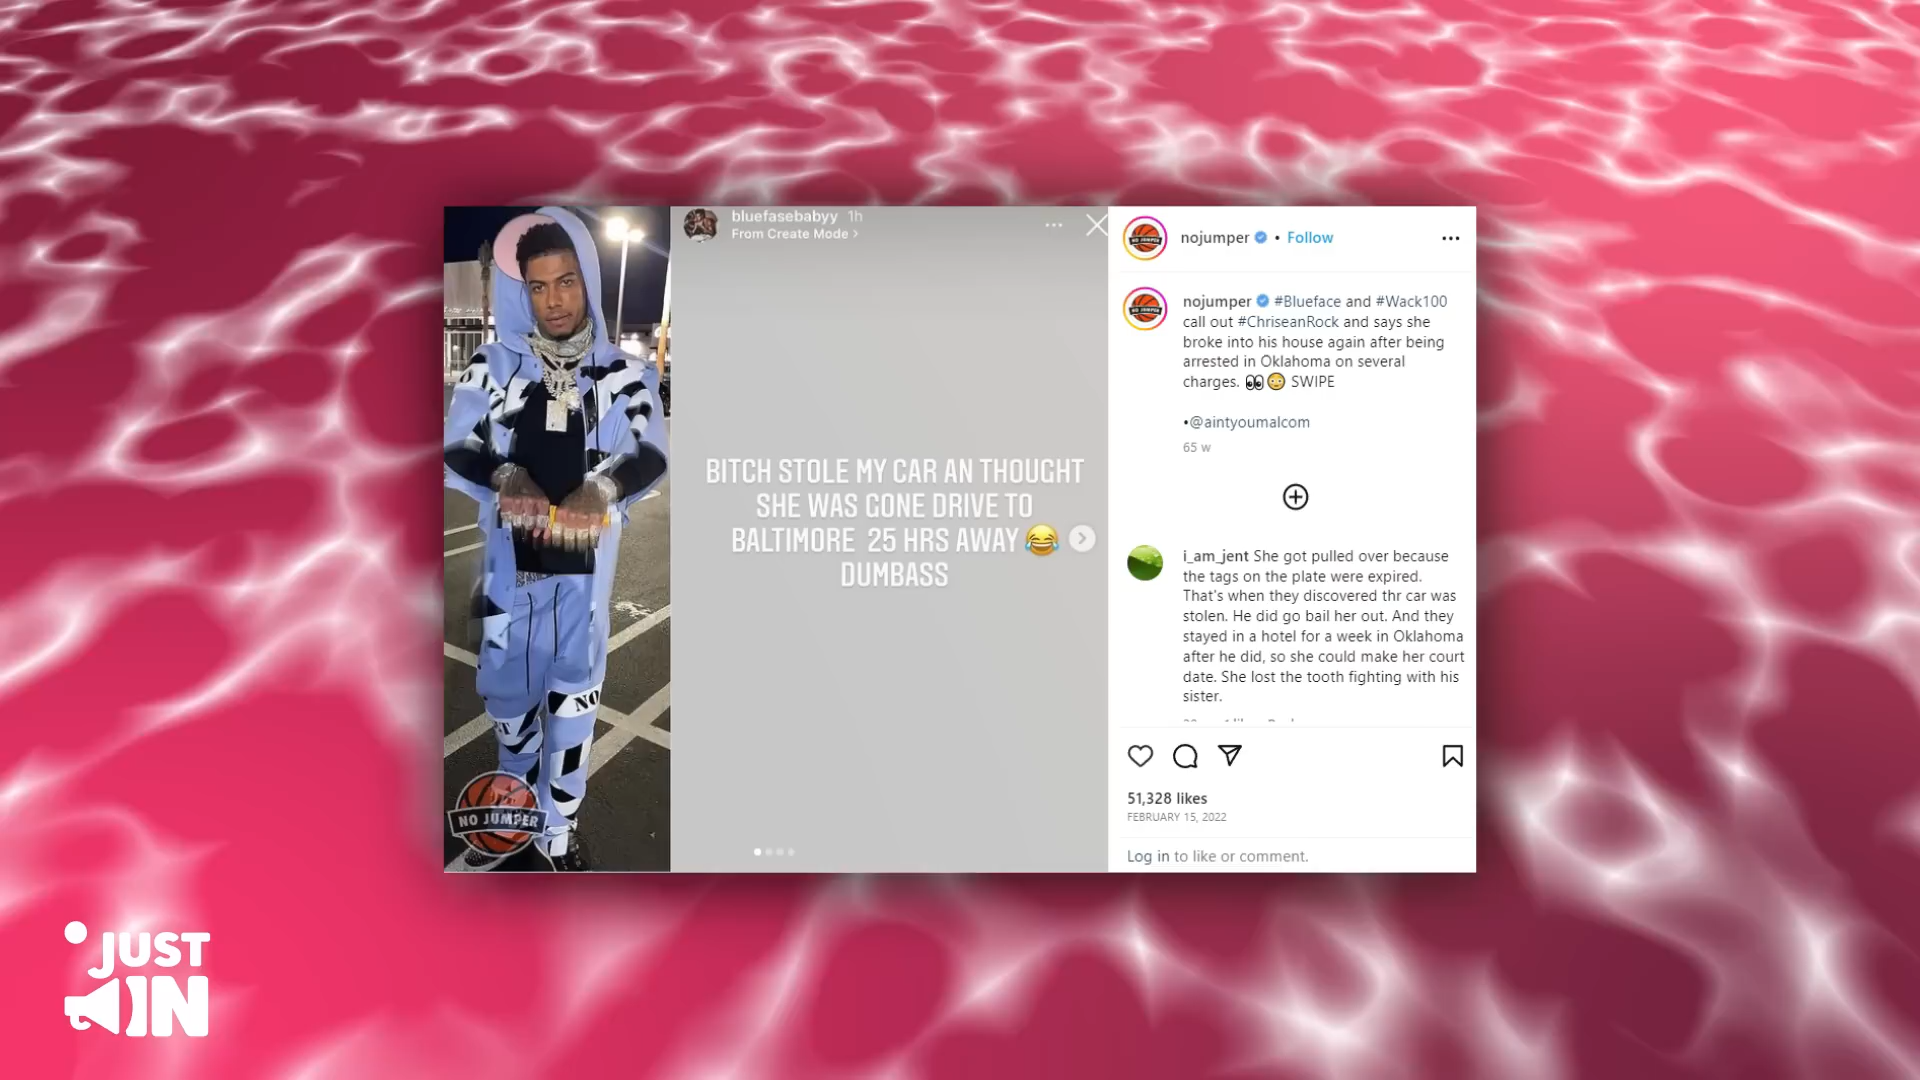 bluefasebabyy 1h
From Create Mode >
BITCH STOLE MY CAR AN THOUGHT
SHE WAS GONE DRIVE TO
BALTIMORE 25 HRS AWAY😂
DUMBASS
NO
NO JUMPER
nojumper • Follow
nojumper #Blueface and #Wack100
call out #ChriseanRock and says she
broke into his house again after being
arrested in Oklahoma on several
charges. 👀😳 SWIPE
•@aintyoumalcom
65 w
i_am_jent She got pulled over because
the tags on the plate were expired.
That's when they discovered thr car was
stolen. He did go bail her out. And they
stayed in a hotel for a week in Oklahoma
after he did, so she could make her court
date. She lost the tooth fighting with his
sister.
51,328 likes
FEBRUARY 15, 2022
Log in to like or comment.
JUST
IN